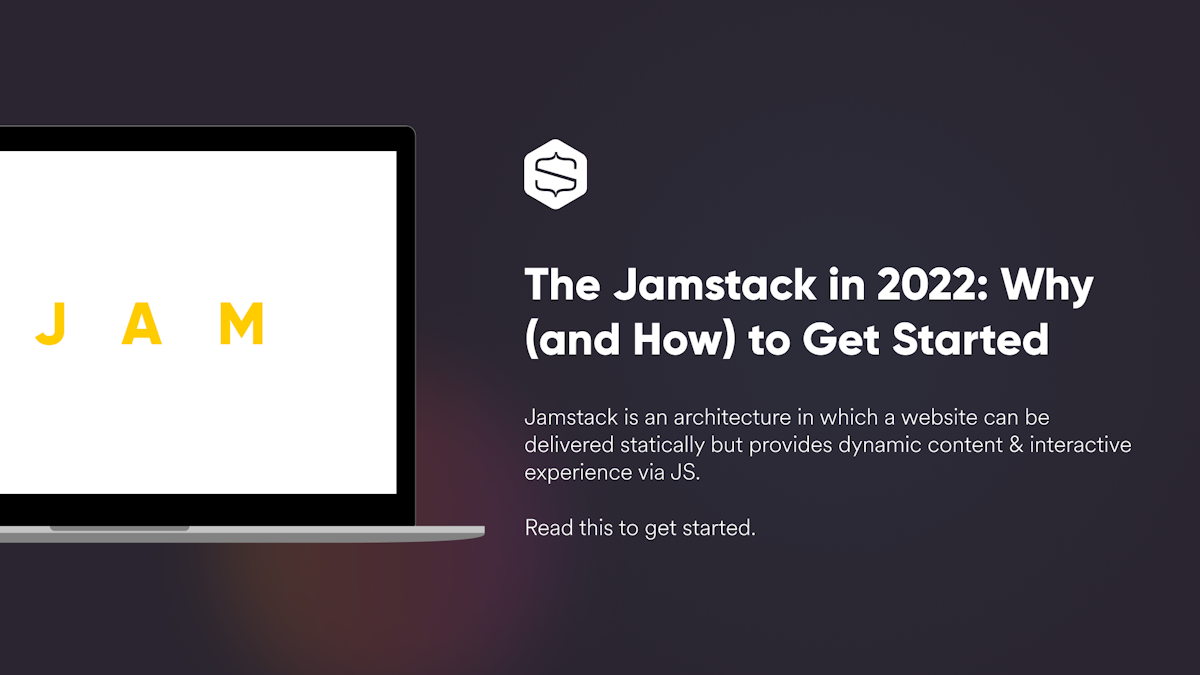 J A M
The Jamstack in 2022: Why
(and How) to Get Started
Jamstack is an architecture in which a website can be
delivered statically but provides dynamic content & interactive
experience via JS.
Read this to get started.